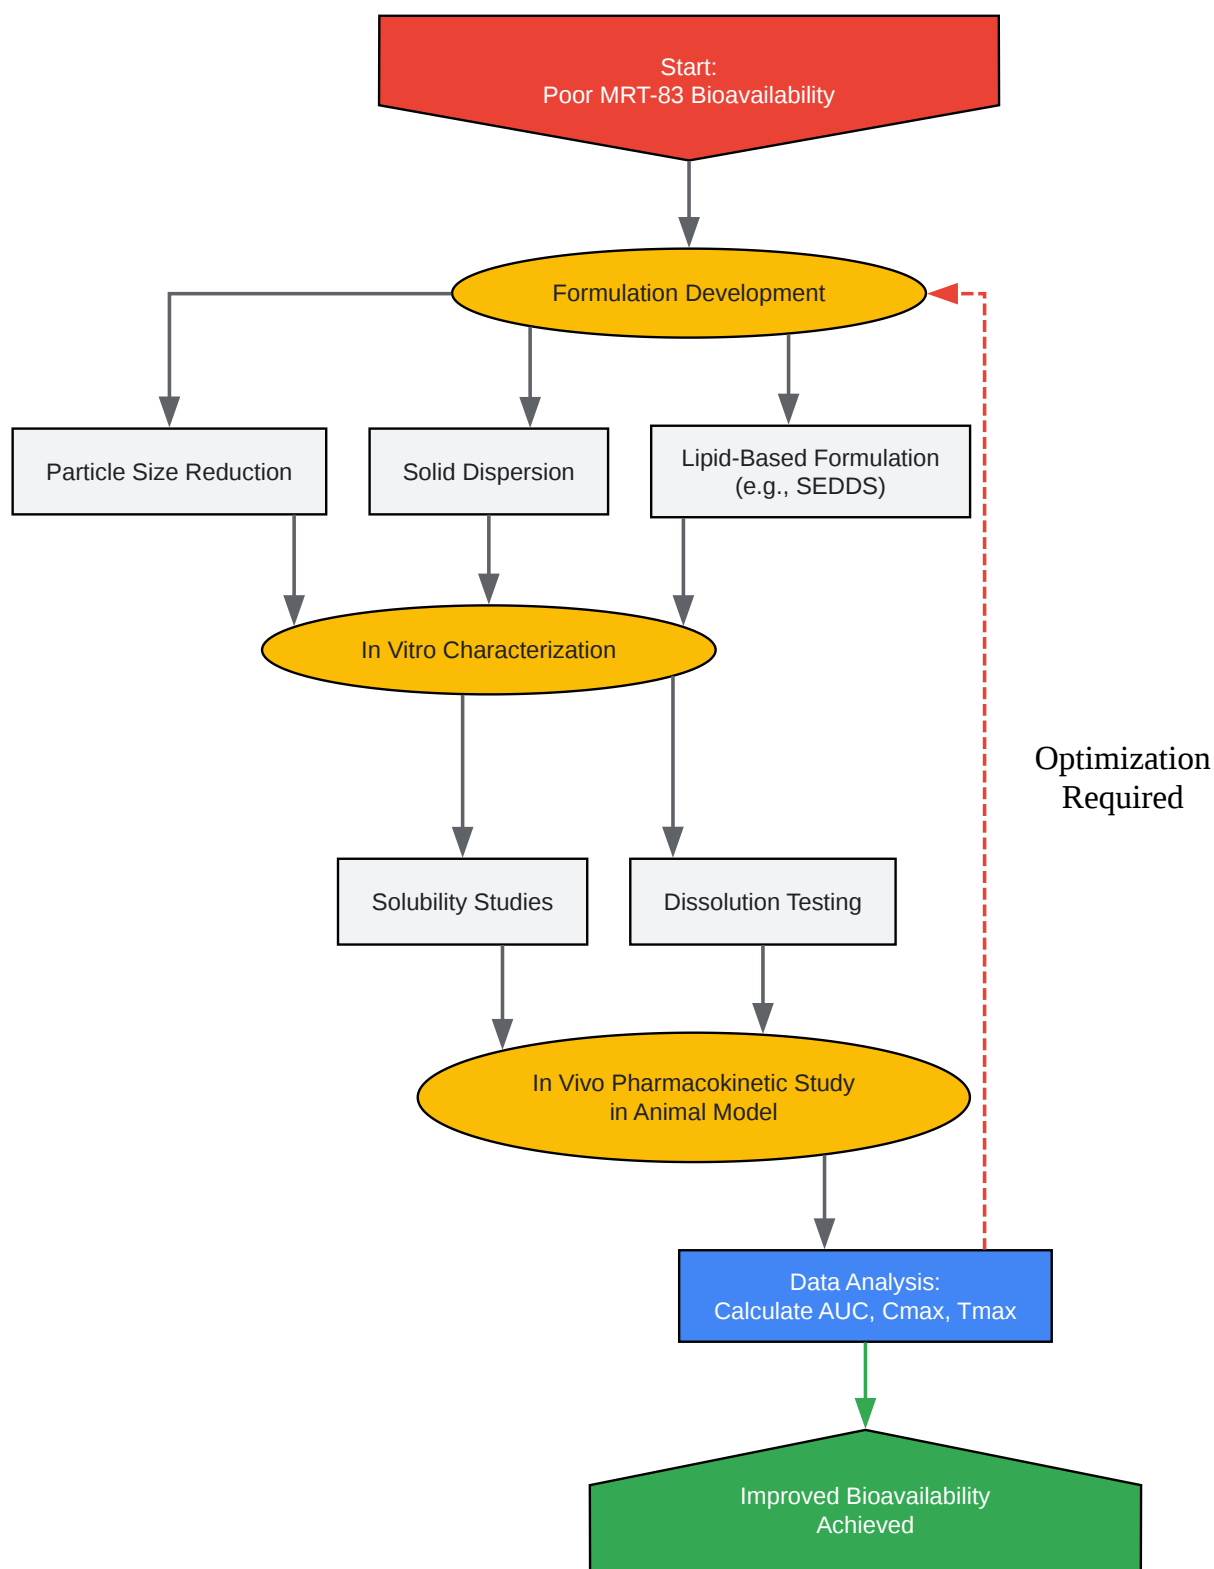 Start:
Poor MRT-83 Bioavailability
Formulation Development
Particle Size Reduction
Solid Dispersion
Lipid-Based Formulation
(e.g., SEDDS)
In Vitro Characterization
Optimization
Required
Solubility Studies
Dissolution Testing
In Vivo Pharmacokinetic Study
in Animal Model
Data Analysis:
Calculate AUC, Cmax, Tmax
Improved Bioavailability
Achieved